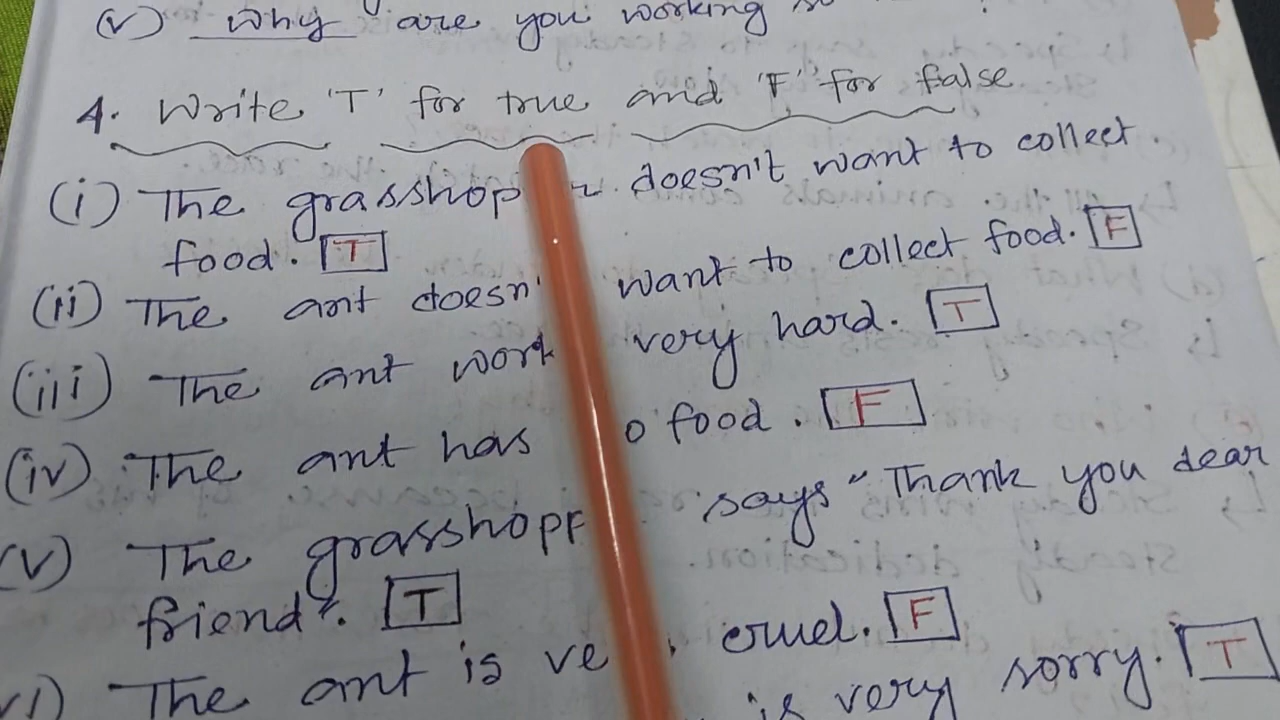 (v) Why are you working so ?
4. Write 'T' for true and 'F' for false
(i) The grasshop doesn't want to collect
food. T
(ii) The ant doesn' want to collect food. F
(iii) The ant work very hard. T
(iv) The ant has o food. F
(v) The grasshopp says "Thank you dear
friend". T
vi) The ant is ve cruel. F
is very sorry. T